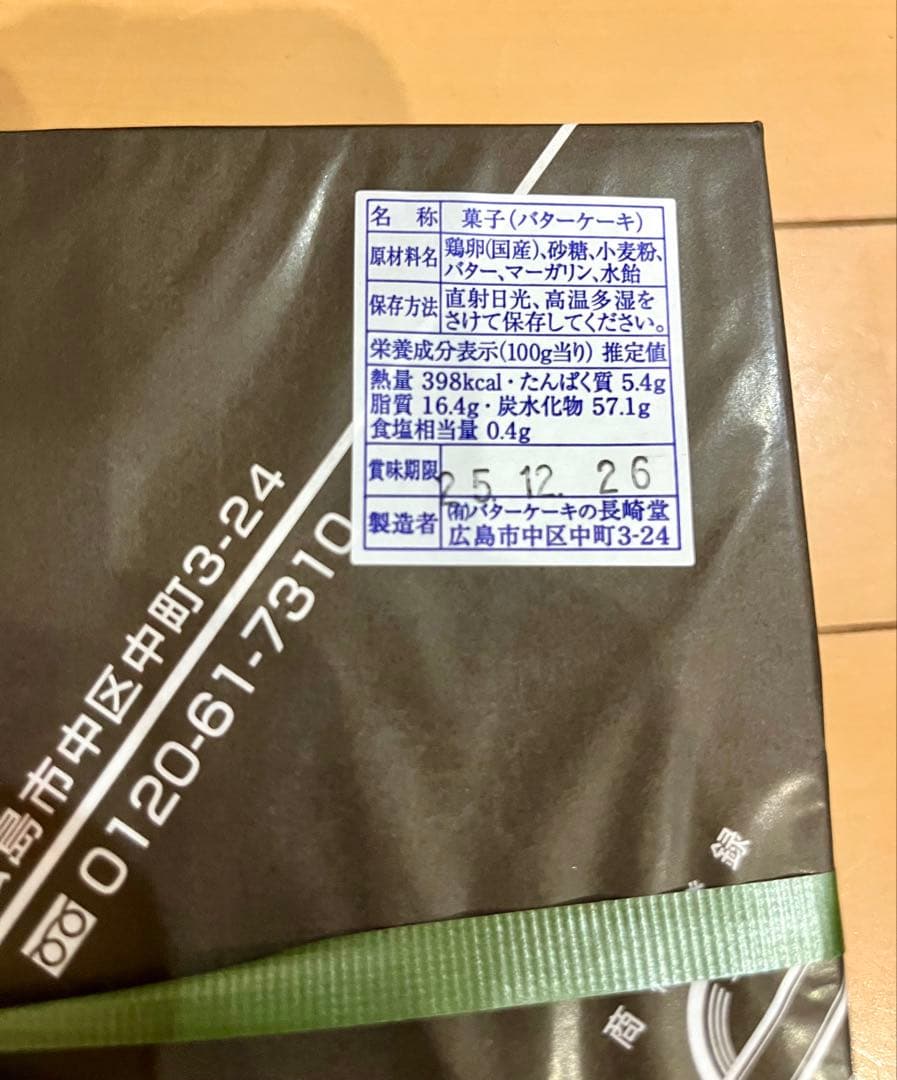 名 称 菓子(バターケーキ)
原材料名 鶏卵(国産)、砂糖、小麦粉、
バター、マーガリン、水飴
保存方法 直射日光、高温多湿を
さけて保存してください。
栄養成分表示(100g当り) 推定値
熱量 398kcal・たんぱく質 5.4g
脂質 16.4g・炭水化物 57.1g
食塩相当量 0.4g
賞味期限 25.12.26
製造者 ㈲バターケーキの長崎堂
広島市中区中町3-24
島市中区中町3-24
0120-61-7310
商 録